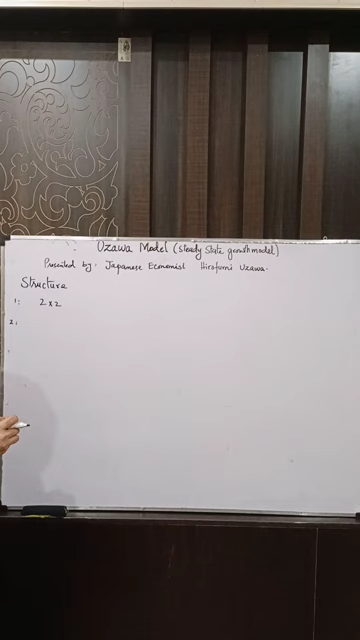 Uzawa Model (steady state growth model)
Presented by. Japanese Economist Hirofumi Uzawa.
Structure
1: 2x2
2,